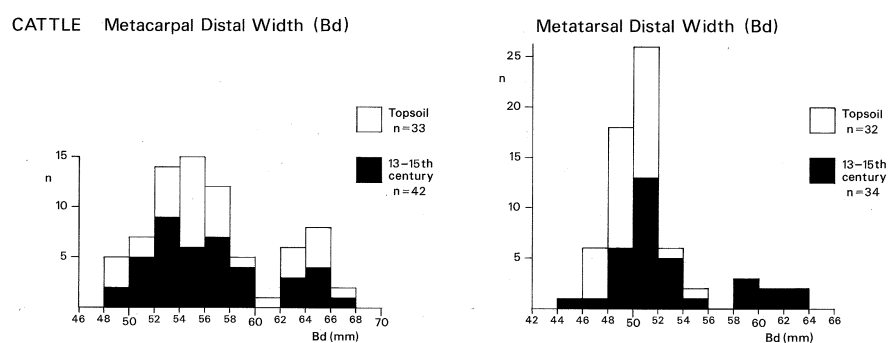 CATTLE Metacarpal Distal Width (Bd)
Topsoil
n=33
13–15th
century
n=42
n
15
10
5
46 48 50 52 54 56 58 60 62 64 66 68 70
Bd (mm)
Metatarsal Distal Width (Bd)
Topsoil
n=32
13–15th
century
n=34
n
25
20
15
10
5
42 44 46 48 50 52 54 56 58 60 62 64 66
Bd (mm)